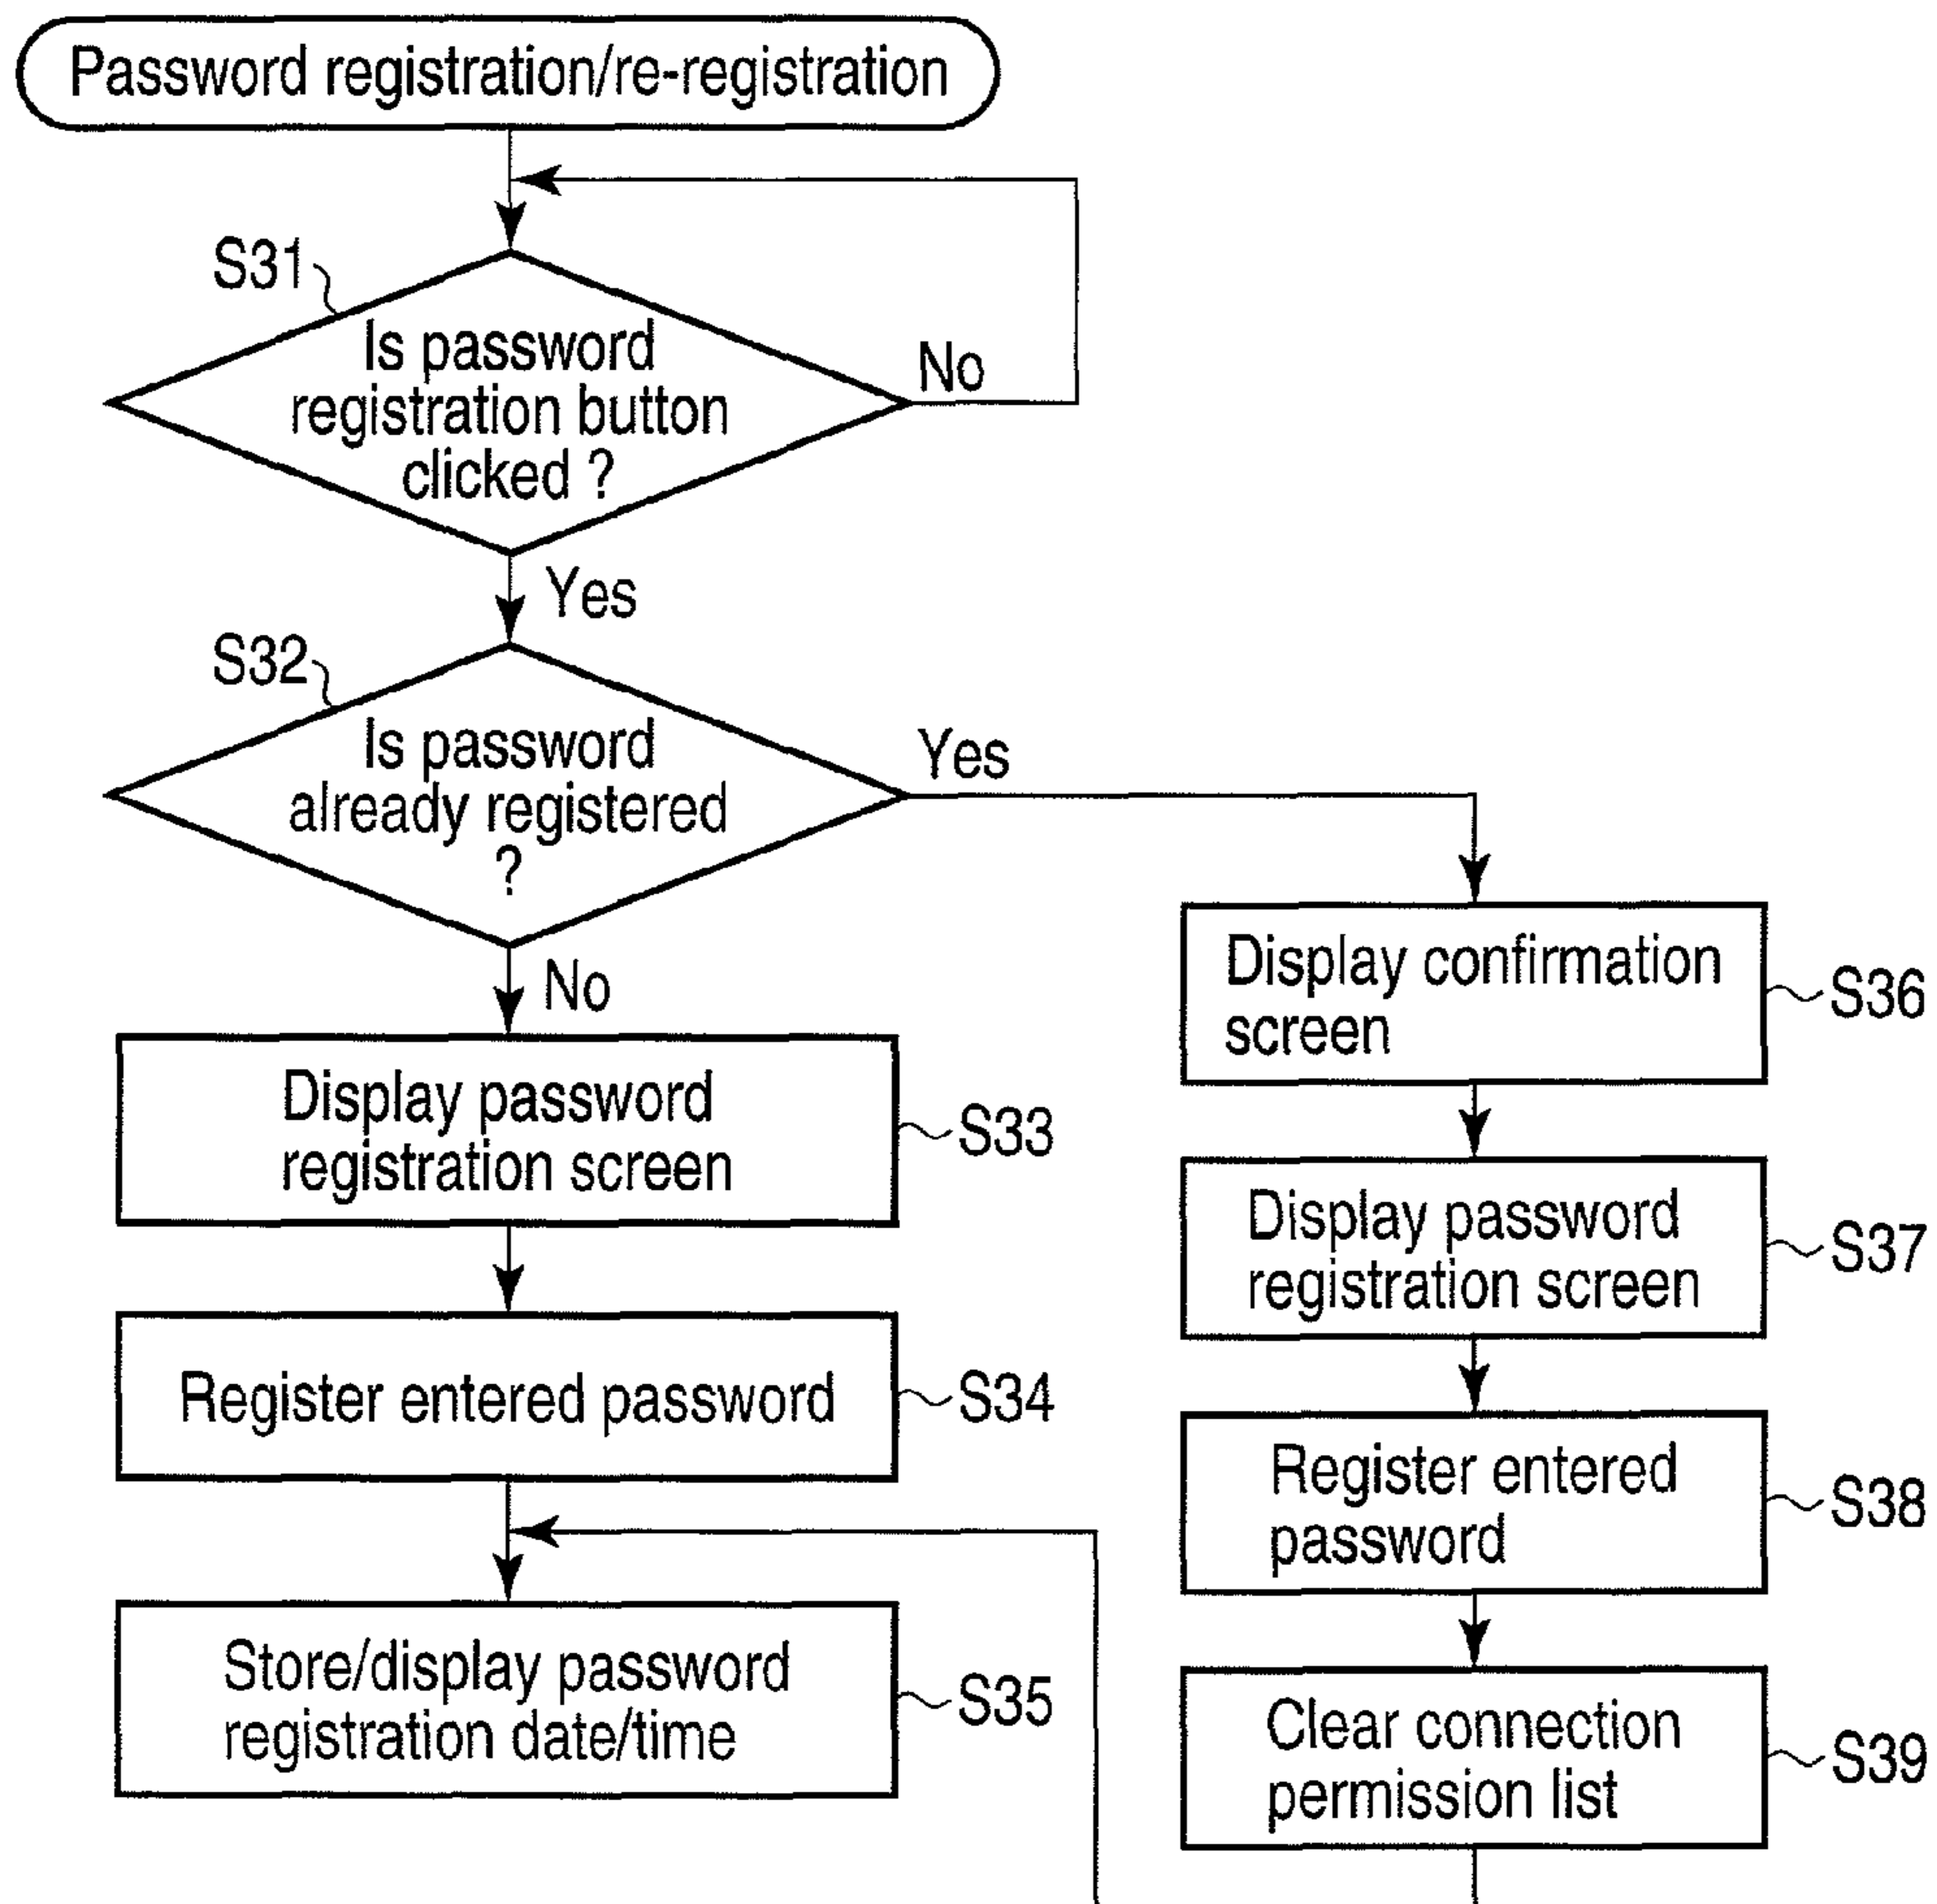 Password registration/re-registration
S31
Is password
registration button
clicked ?
No
Yes
S32
Is password
already registered
?
Yes
No
Display password
registration screen
S33
Register entered password
S34
Store/display password
registration date/time
S35
Display confirmation
screen
S36
Display password
registration screen
S37
Register entered
password
S38
Clear connection
permission list
S39